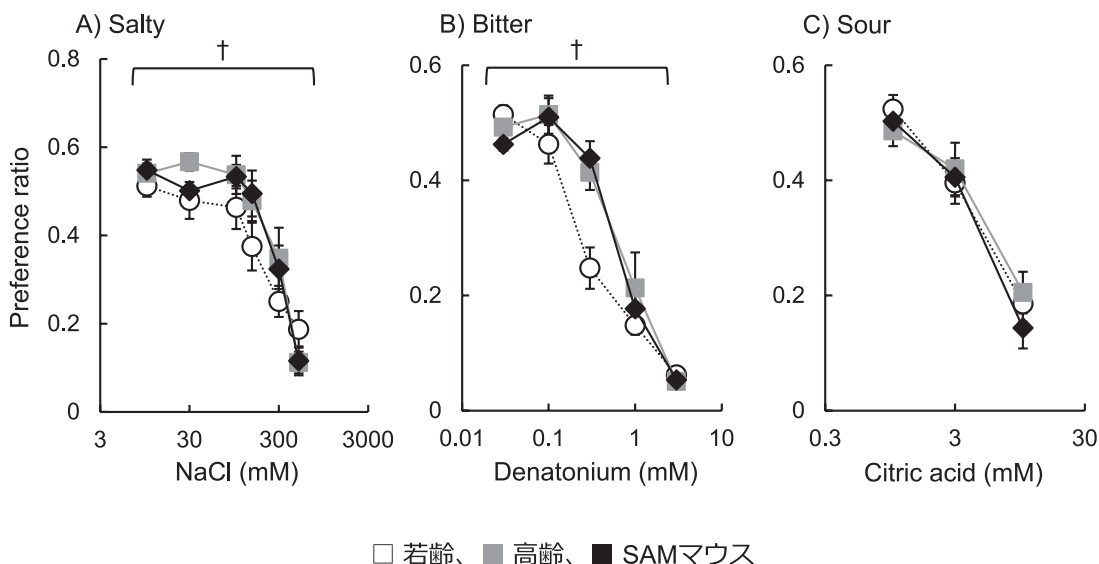 A) Salty
B) Bitter
C) Sour
†
†
Preference ratio
0.8
0.6
0.4
0.2
0
3 30 300 3000
NaCl (mM)
0.6
0.4
0.2
0
0.01 0.1 1 10
Denatonium (mM)
0.6
0.4
0.2
0
0.3 3 30
Citric acid (mM)
若齢、 高齢、 SAMマウス